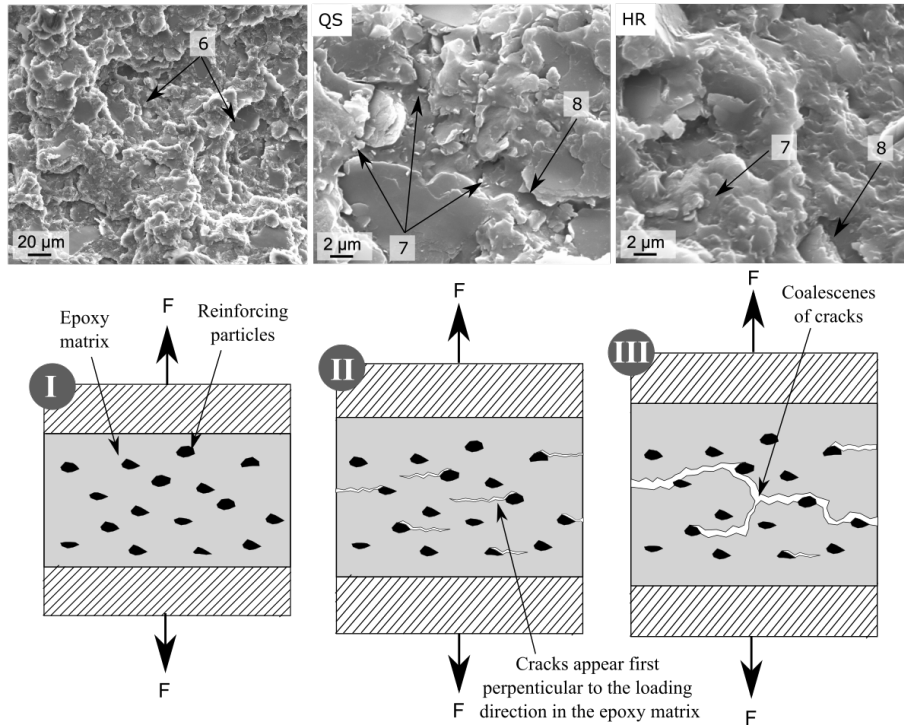 6
20 µm
QS
8
7
2 µm
HR
7
8
2 µm
F
Epoxy
matrix
Reinforcing
particles
I
F
F
II
F
Cracks appear first
perpenticular to the loading
direction in the epoxy matrix
F
Coalescenes
of cracks
III
F